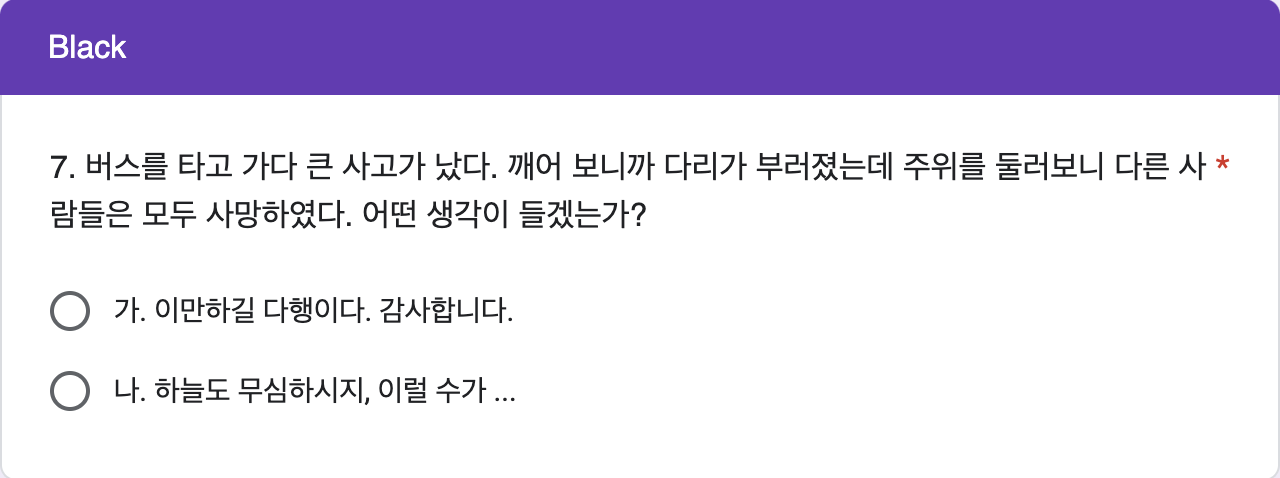 Black
7. 버스를 타고 가다 큰 사고가 났다. 깨어 보니까 다리가 부러졌는데 주위를 둘러보니 다른 사 *
람들은 모두 사망하였다. 어떤 생각이 들겠는가?
가. 이만하길 다행이다. 감사합니다.
나. 하늘도 무심하시지, 이럴 수가 ...